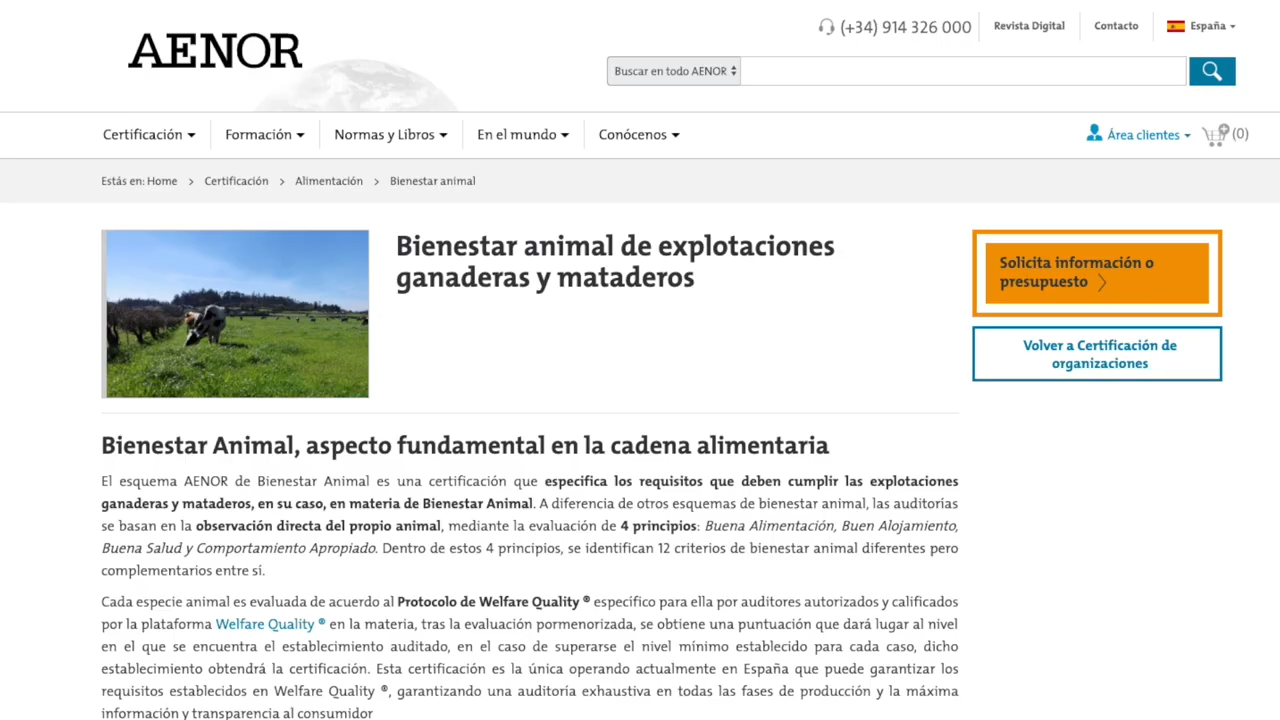 AENOR
(+34) 914 326 000
Revista Digital
Contacto
España
Buscar en todo AENOR
Certificación
Formación
Normas y Libros
En el mundo
Conócenos
Área clientes
(0)
Estás en: Home > Certificación > Alimentación > Bienestar animal
Bienestar animal de explotaciones
ganaderas y mataderos
Solicita información o
presupuesto >
Volver a Certificación de
organizaciones
Bienestar Animal, aspecto fundamental en la cadena alimentaria
El esquema AENOR de Bienestar Animal es una certificación que especifica los requisitos que deben cumplir las explotaciones
ganaderas y mataderos, en su caso, en materia de Bienestar Animal. A diferencia de otros esquemas de bienestar animal, las auditorías
se basan en la observación directa del propio animal, mediante la evaluación de 4 principios: Buena Alimentación, Buen Alojamiento,
Buena Salud y Comportamiento Apropiado. Dentro de estos 4 principios, se identifican 12 criterios de bienestar animal diferentes pero
complementarios entre sí.
Cada especie animal es evaluada de acuerdo al Protocolo de Welfare Quality ® específico para ella por auditores autorizados y calificados
por la plataforma Welfare Quality ® en la materia, tras la evaluación pormenorizada, se obtiene una puntuación que dará lugar al nivel
en el que se encuentra el establecimiento auditado, en el caso de superarse el nivel mínimo establecido para cada caso, dicho
establecimiento obtendrá la certificación. Esta certificación es la única operando actualmente en España que puede garantizar los
requisitos establecidos en Welfare Quality ®, garantizando una auditoría exhaustiva en todas las fases de producción y la máxima
información y transparencia al consumidor